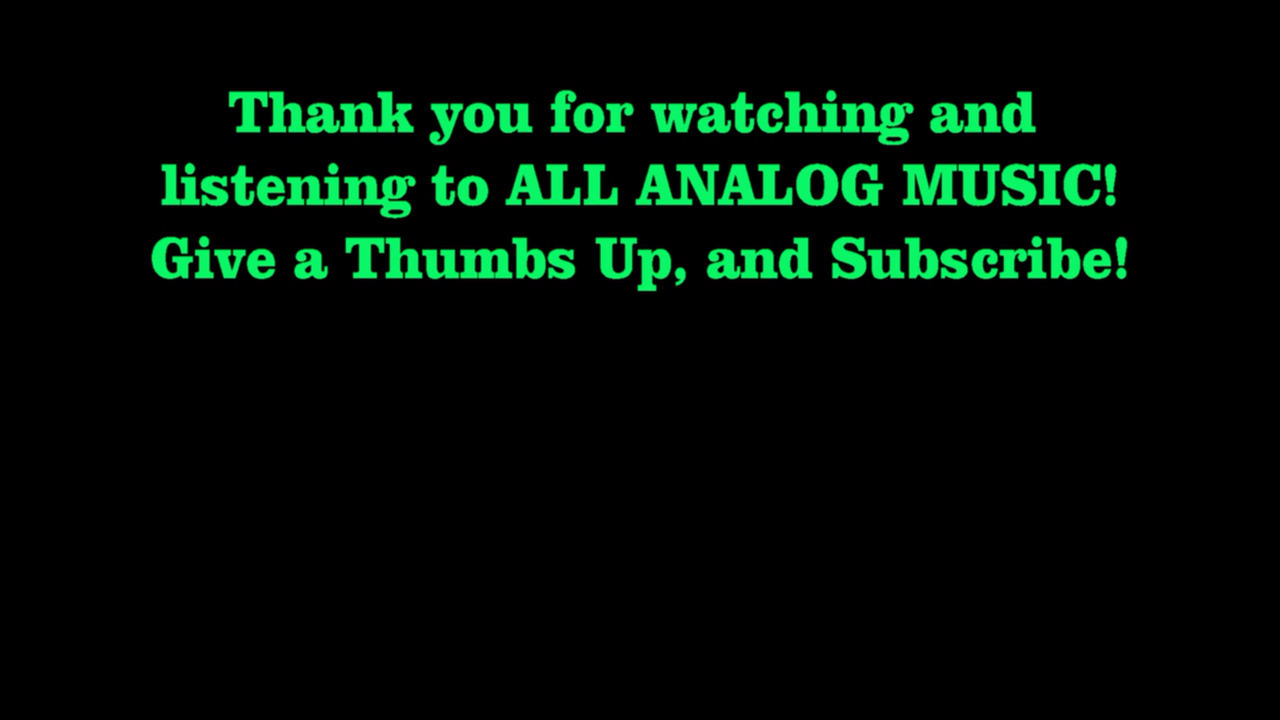 Thank you for watching and
listening to ALL ANALOG MUSIC!
Give a Thumbs Up, and Subscribe!